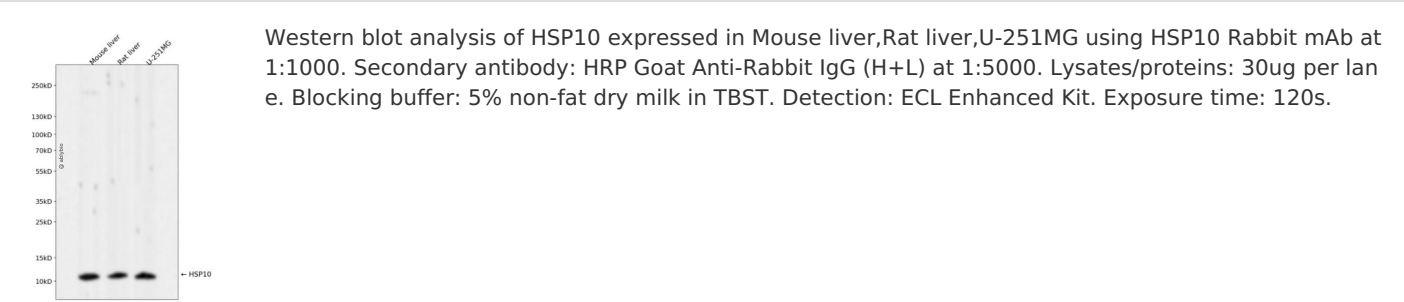 Mouse liver
Rat liver
U-251MG
Western blot analysis of HSP10 expressed in Mouse liver,Rat liver,U-251MG using HSP10 Rabbit mAb at
1:1000. Secondary antibody: HRP Goat Anti-Rabbit IgG (H+L) at 1:5000. Lysates/proteins: 30ug per lan
e. Blocking buffer: 5% non-fat dry milk in TBST. Detection: ECL Enhanced Kit. Exposure time: 120s.
250kD
130kD
100kD
70kD
55kD
35kD
25kD
15kD
10kD
← HSP10